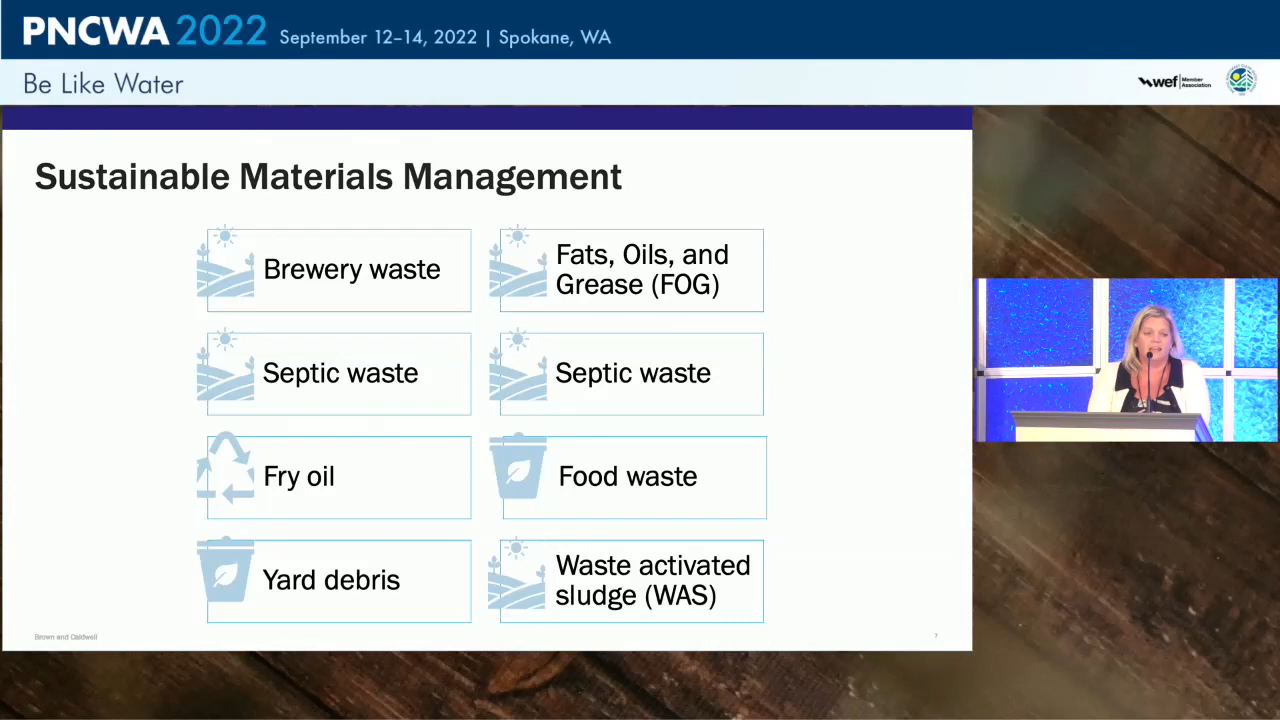 PNCWA 2022 September 12–14, 2022 | Spokane, WA
Be Like Water
wef Member Association
Sustainable Materials Management
Brewery waste
Fats, Oils, and
Grease (FOG)
Septic waste
Septic waste
Fry oil
Food waste
Yard debris
Waste activated
sludge (WAS)
Brown and Caldwell
7